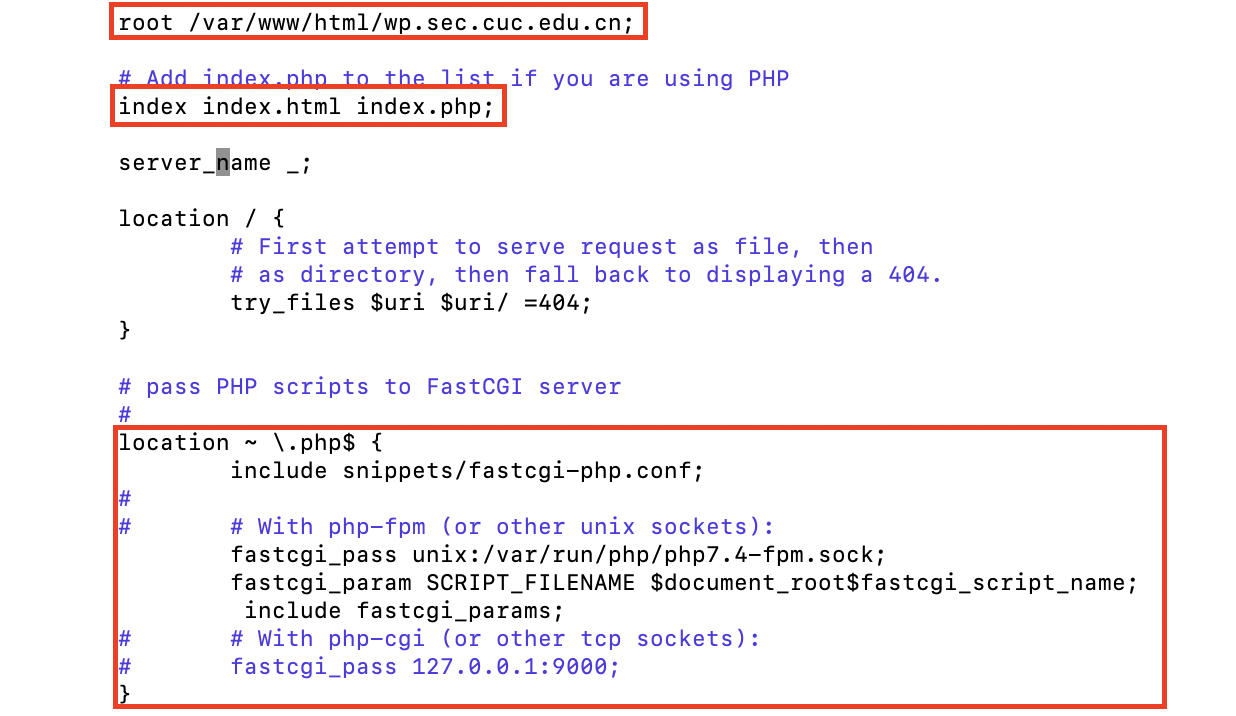 root /var/www/html/wp.sec.cuc.edu.cn;
# Add index.php to the list if you are using PHP
index index.html index.php;
server_name _;
location / {
# First attempt to serve request as file, then
# as directory, then fall back to displaying a 404.
try_files $uri $uri/ =404;
}
# pass PHP scripts to FastCGI server
#
location ~ \.php$ {
include snippets/fastcgi-php.conf;
#
#       # With php-fpm (or other unix sockets):
fastcgi_pass unix:/var/run/php/php7.4-fpm.sock;
fastcgi_param SCRIPT_FILENAME $document_root$fastcgi_script_name;
include fastcgi_params;
#       # With php-cgi (or other tcp sockets):
#       fastcgi_pass 127.0.0.1:9000;
}